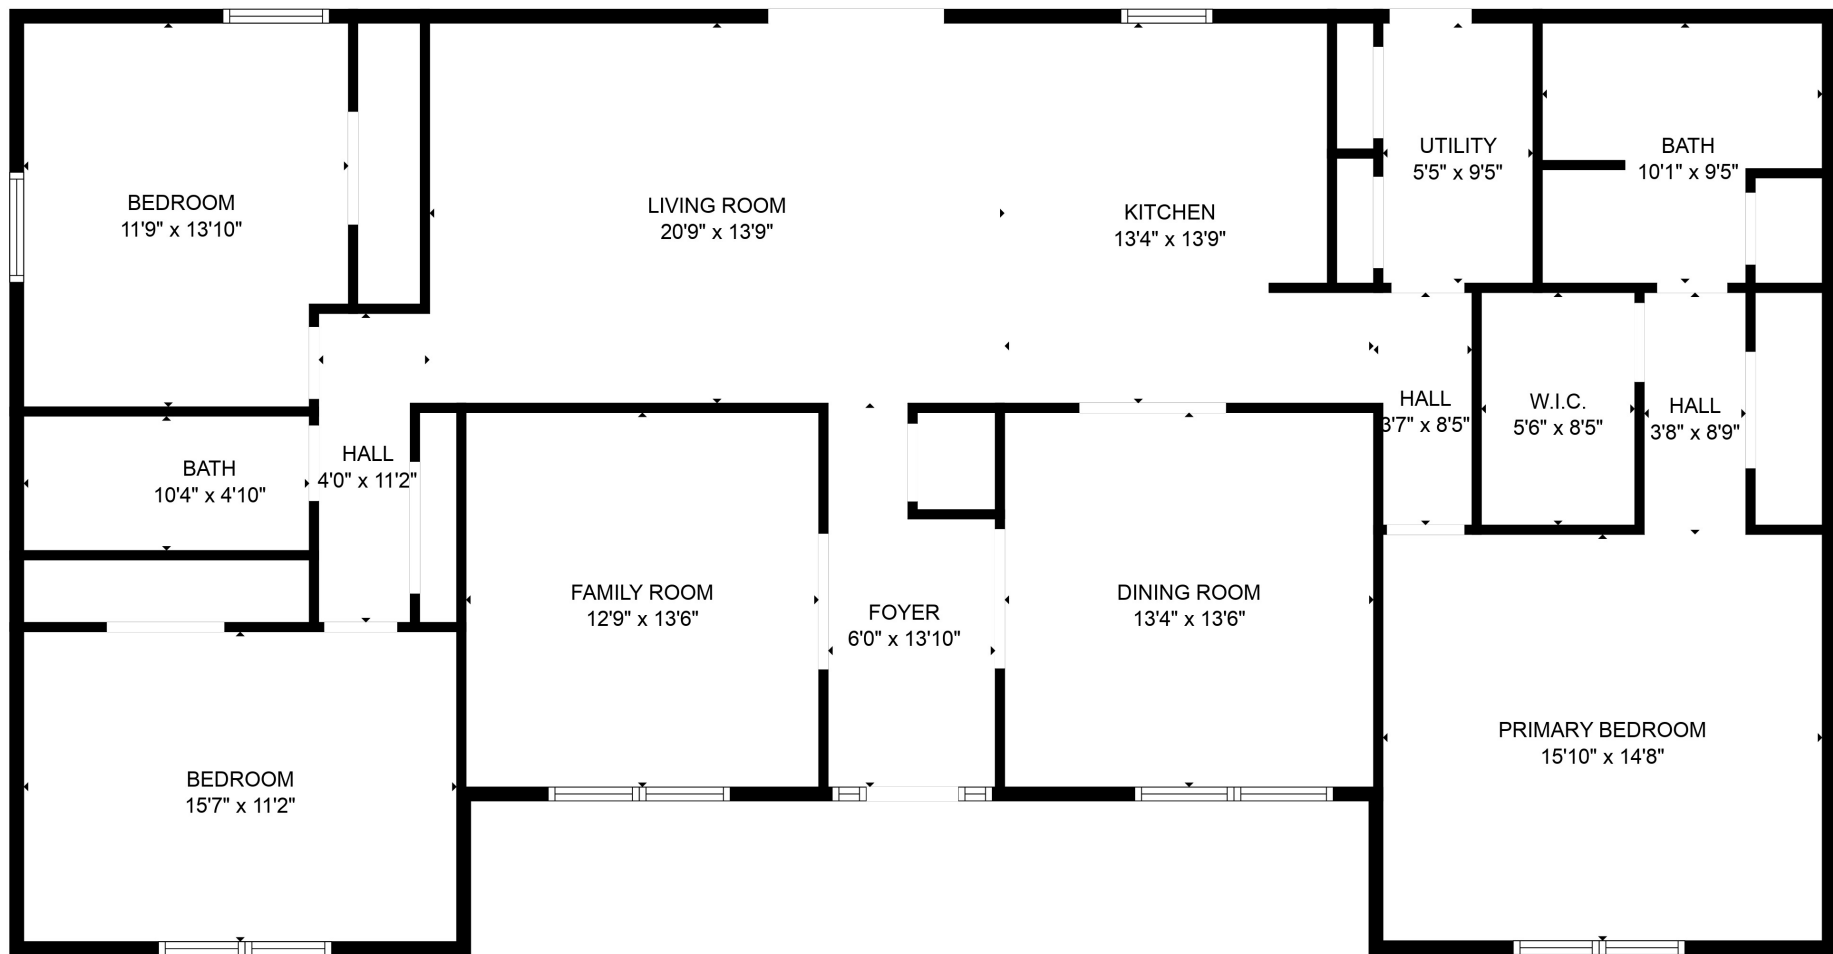 BEDROOM
11'9" x 13'10"
LIVING ROOM
20'9" x 13'9"
KITCHEN
13'4" x 13'9"
UTILITY
5'5" x 9'5"
BATH
10'1" x 9'5"
HALL
3'7" x 8'5"
W.I.C.
5'6" x 8'5"
HALL
3'8" x 8'9"
BATH
10'4" x 4'10"
HALL
4'0" x 11'2"
FAMILY ROOM
12'9" x 13'6"
FOYER
6'0" x 13'10"
DINING ROOM
13'4" x 13'6"
PRIMARY BEDROOM
15'10" x 14'8"
BEDROOM
15'7" x 11'2"